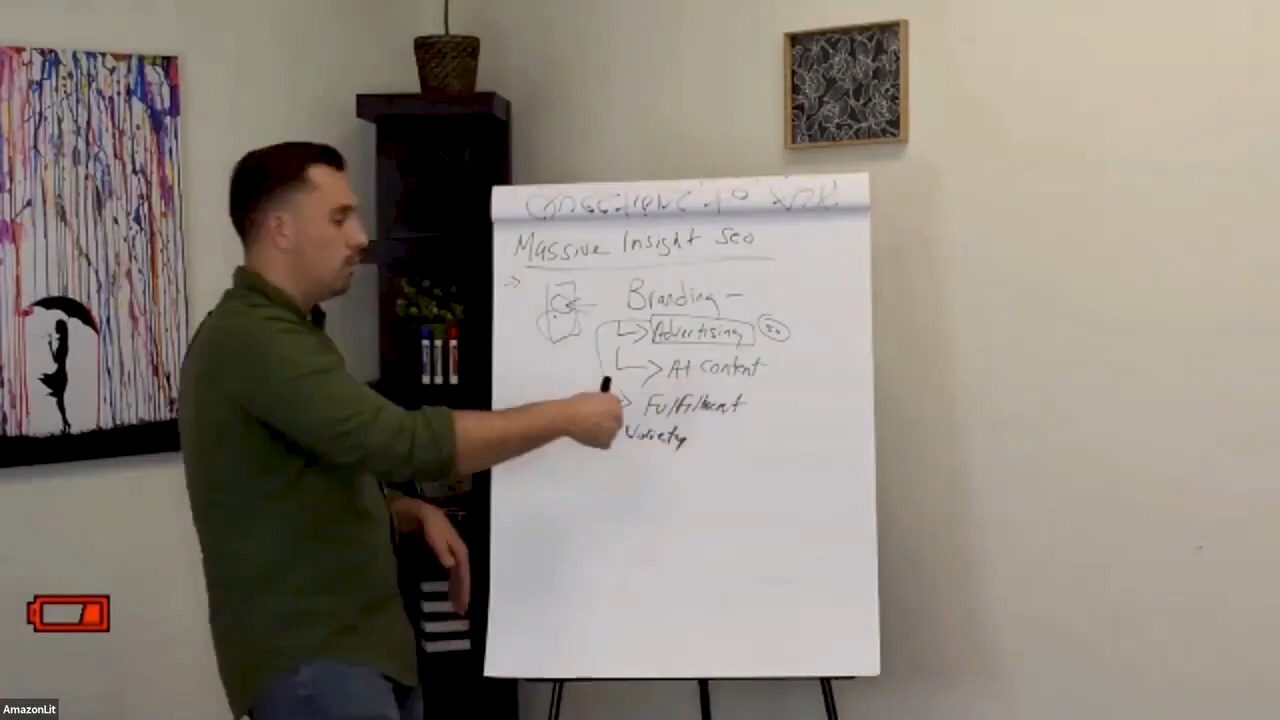 Massive Insight Seo
Branding -
Advertising
A+ Content
Fulfillment
Variety
AmazonLit